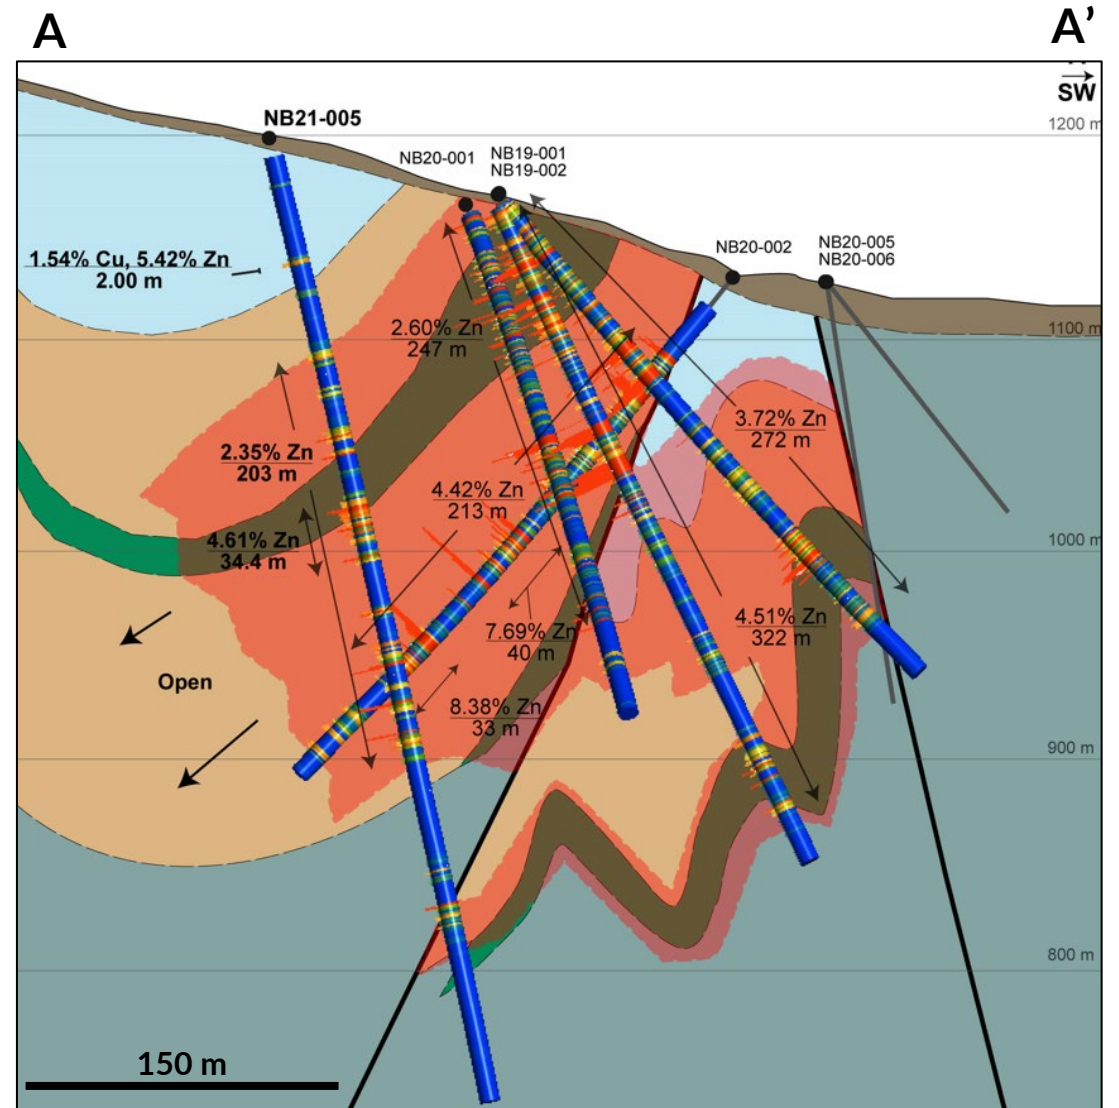 A
A’
SW
1200 m
NB21-005
NB20-001
NB19-001
NB19-002
NB20-002
NB20-005
NB20-006
1.54% Cu, 5.42% Zn
2.00 m
2.60% Zn
247 m
1100 m
3.72% Zn
272 m
2.35% Zn
203 m
4.42% Zn
213 m
4.61% Zn
34.4 m
1000 m
7.69% Zn
40 m
4.51% Zn
322 m
Open
8.38% Zn
33 m
900 m
800 m
150 m